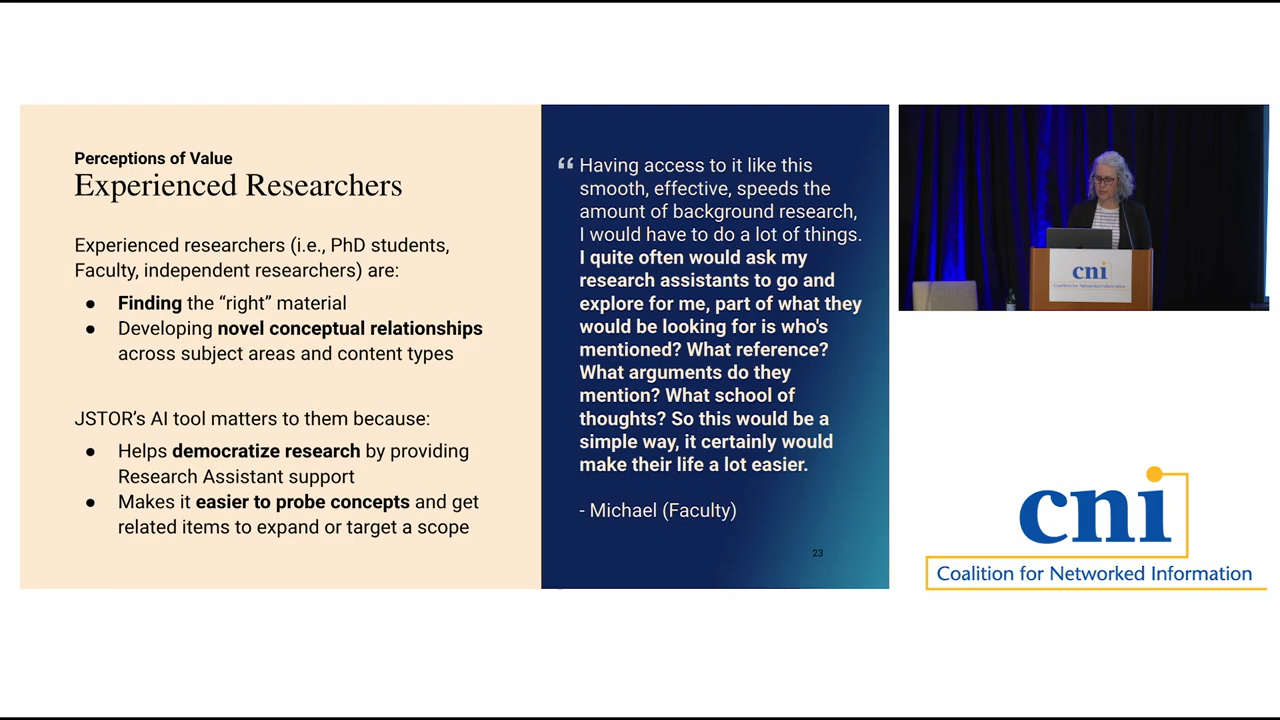 Perceptions of Value
Experienced Researchers
Experienced researchers (i.e., PhD students,
Faculty, independent researchers) are:
● Finding the “right” material
● Developing novel conceptual relationships
across subject areas and content types
JSTOR’s AI tool matters to them because:
● Helps democratize research by providing
Research Assistant support
● Makes it easier to probe concepts and get
related items to expand or target a scope
“ Having access to it like this
smooth, effective, speeds the
amount of background research,
I would have to do a lot of things.
I quite often would ask my
research assistants to go and
explore for me, part of what they
would be looking for is who's
mentioned? What reference?
What arguments do they
mention? What school of
thoughts? So this would be a
simple way, it certainly would
make their life a lot easier.
- Michael (Faculty)
23
cni
Coalition for Networked Information
cni
Coalition for Networked Information